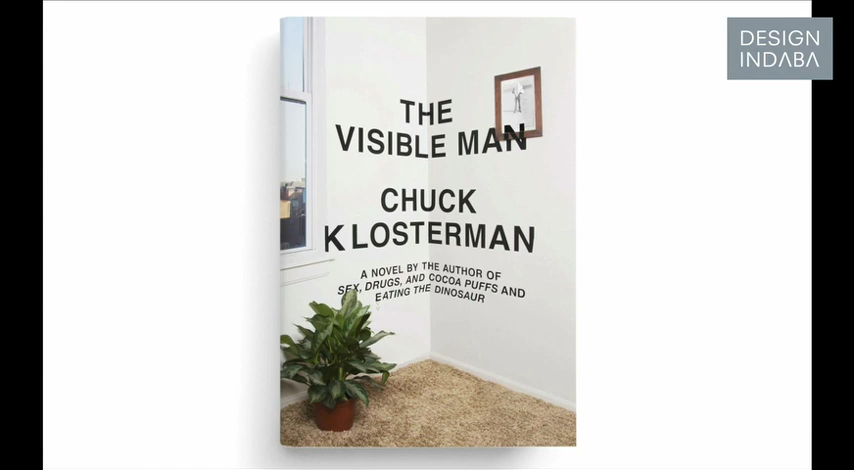 DESIGN
INDABA
THE
VISIBLE MAN
CHUCK
KLOSTERMAN
A NOVEL BY THE AUTHOR OF
SEX, DRUGS, AND COCOA PUFFS AND
EATING THE DINOSAUR